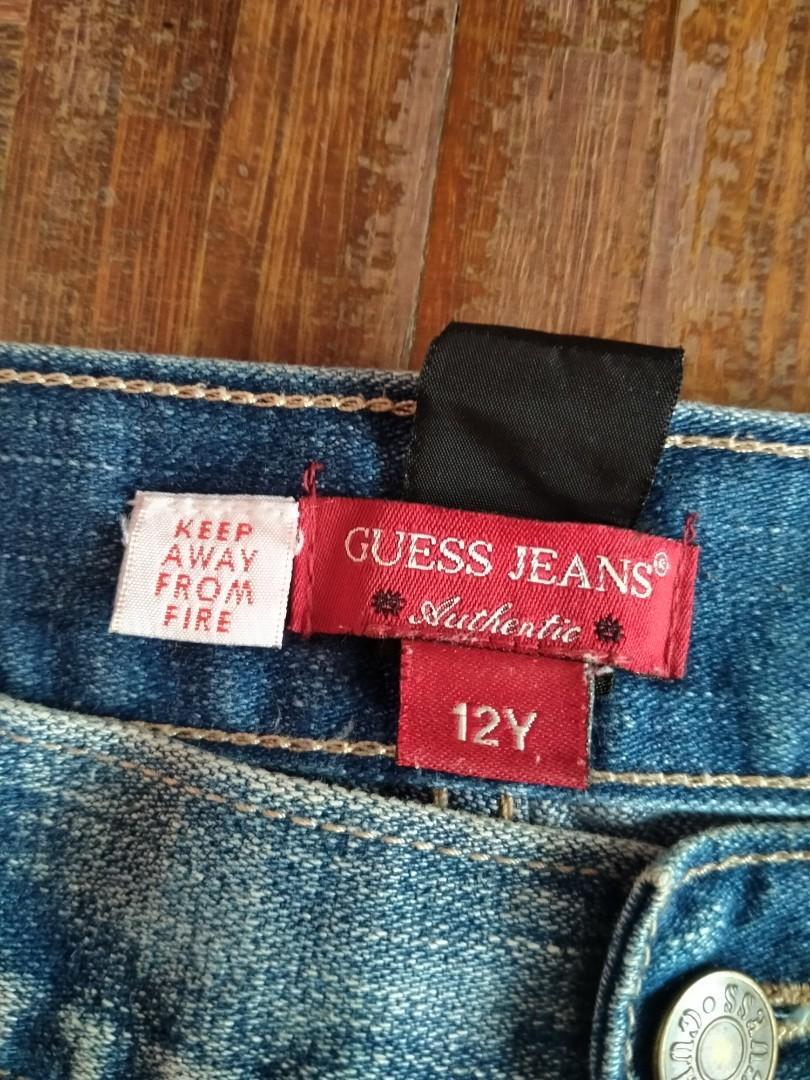 KEEP
AWAY
FROM
FIRE
GUESS JEANS®
Authentic
12Y